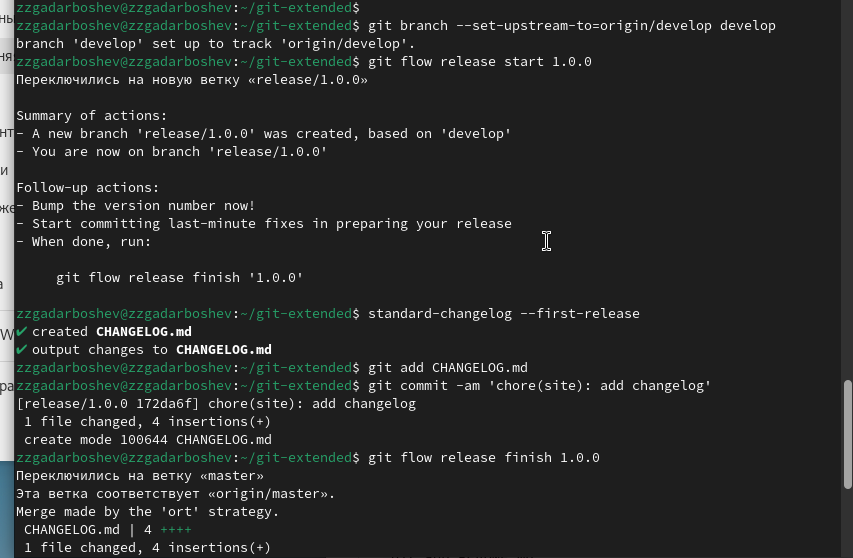 zzgadarboshev@zzgadarboshev:~/git-extended$
zzgadarboshev@zzgadarboshev:~/git-extended$ git branch --set-upstream-to=origin/develop develop
branch 'develop' set up to track 'origin/develop'.
zzgadarboshev@zzgadarboshev:~/git-extended$ git flow release start 1.0.0
Переключились на новую ветку «release/1.0.0»
Summary of actions:
- A new branch 'release/1.0.0' was created, based on 'develop'
- You are now on branch 'release/1.0.0'
Follow-up actions:
- Bump the version number now!
- Start committing last-minute fixes in preparing your release
- When done, run:
git flow release finish '1.0.0'
zzgadarboshev@zzgadarboshev:~/git-extended$ standard-changelog --first-release
✔ created CHANGELOG.md
✔ output changes to CHANGELOG.md
zzgadarboshev@zzgadarboshev:~/git-extended$ git add CHANGELOG.md
zzgadarboshev@zzgadarboshev:~/git-extended$ git commit -am 'chore(site): add changelog'
[release/1.0.0 172da6f] chore(site): add changelog
1 file changed, 4 insertions(+)
create mode 100644 CHANGELOG.md
zzgadarboshev@zzgadarboshev:~/git-extended$ git flow release finish 1.0.0
Переключились на ветку «master»
Эта ветка соответствует «origin/master».
Merge made by the 'ort' strategy.
CHANGELOG.md | 4 ++++
1 file changed, 4 insertions(+)